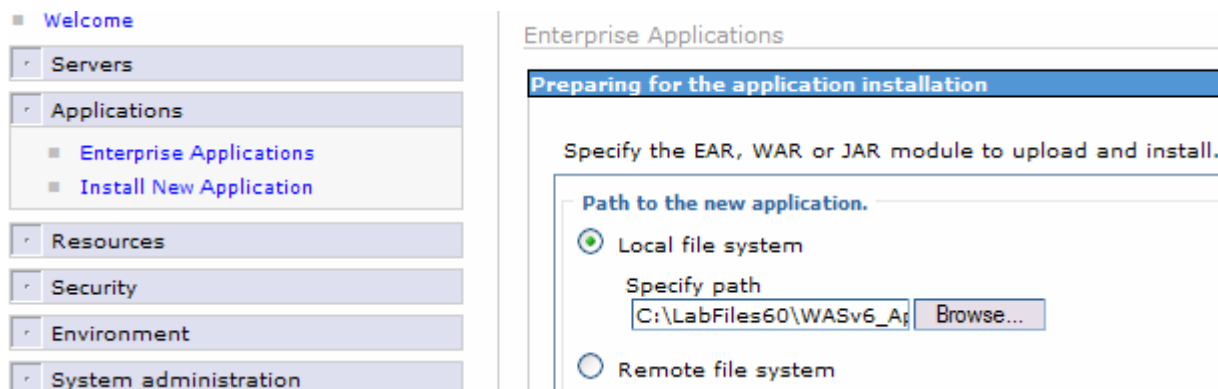 Welcome
Servers
Applications
Enterprise Applications
Install New Application
Resources
Security
Environment
System administration
Enterprise Applications
Preparing for the application installation
Specify the EAR, WAR or JAR module to upload and install.
Path to the new application.
Local file system
Specify path
C:\LabFiles60\WASv6_Ap Browse...
Remote file system